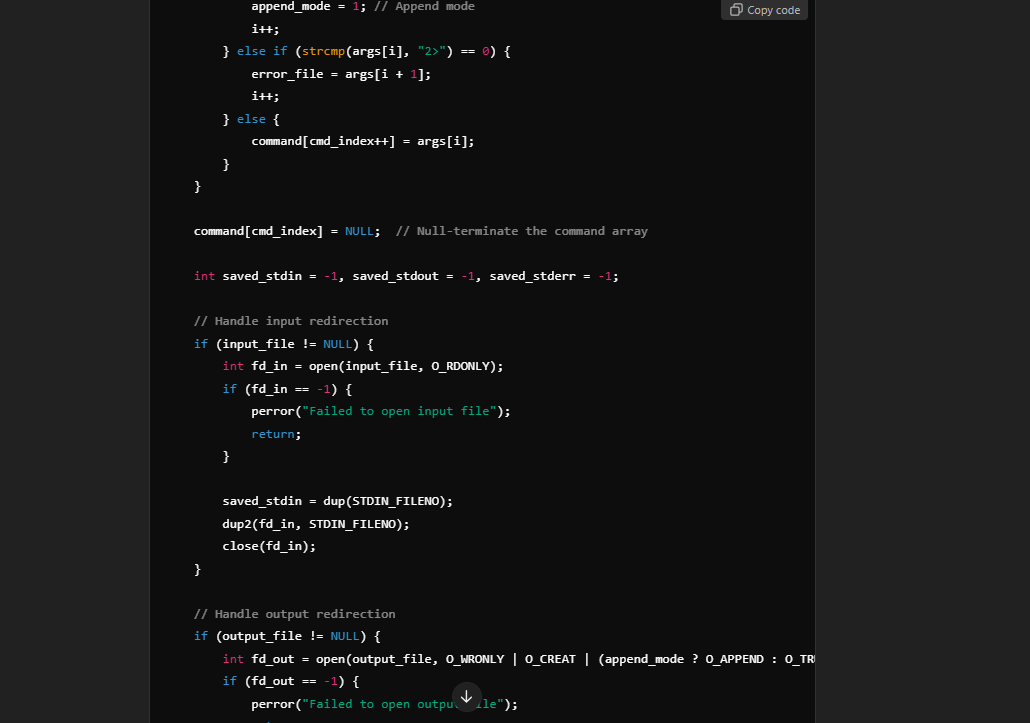 append_mode = 1; // Append mode
Copy code
i++;
} else if (strcmp(args[i], "2>") == 0) {
error_file = args[i + 1];
i++;
} else {
command[cmd_index++] = args[i];
}
}
command[cmd_index] = NULL;  // Null-terminate the command array
int saved_stdin = -1, saved_stdout = -1, saved_stderr = -1;
// Handle input redirection
if (input_file != NULL) {
int fd_in = open(input_file, O_RDONLY);
if (fd_in == -1) {
perror("Failed to open input file");
return;
}
saved_stdin = dup(STDIN_FILENO);
dup2(fd_in, STDIN_FILENO);
close(fd_in);
}
// Handle output redirection
if (output_file != NULL) {
int fd_out = open(output_file, O_WRONLY | O_CREAT | (append_mode ? O_APPEND : O_TR
if (fd_out == -1) {
perror("Failed to open outpu le");